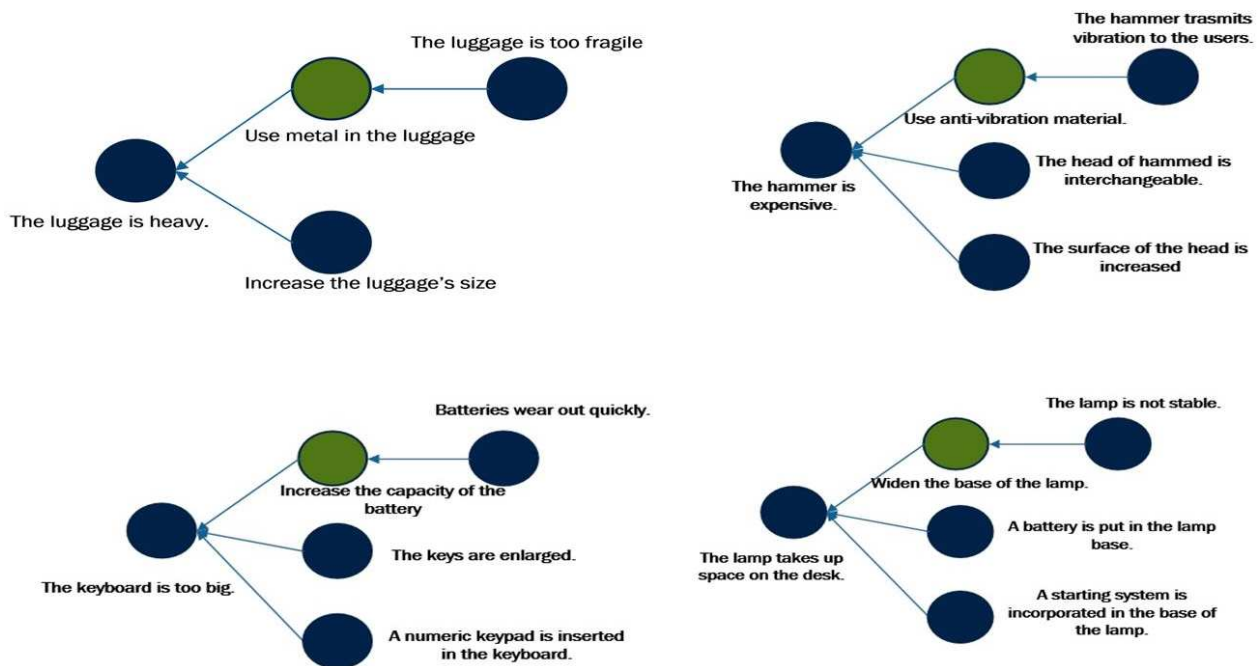 The luggage is too fragile
Use metal in the luggage
The luggage is heavy.
Increase the luggage's size
The hammer trasmits
vibration to the users.
Use anti-vibration material.
The head of hammed is
interchangeable.
The hammer is
expensive.
The surface of the head is
increased
Batteries wear out quickly.
Increase the capacity of the
battery
The keys are enlarged.
The keyboard is too big.
A numeric keypad is inserted
in the keyboard.
The lamp is not stable.
Widen the base of the lamp.
A battery is put in the lamp
base.
The lamp takes up
space on the desk.
A starting system is
incorporated in the base of
the lamp.